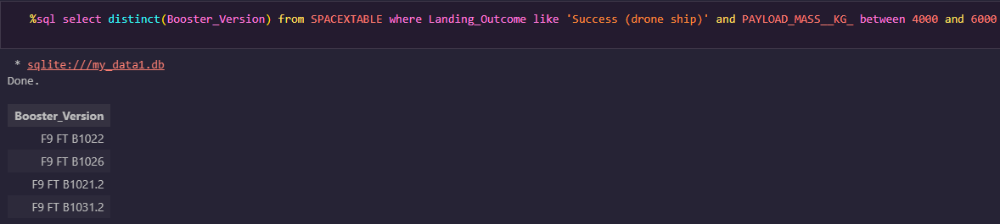 %sql select distinct(Booster_Version) from SPACEXTABLE where Landing_Outcome like 'Success (drone ship)' and PAYLOAD_MASS__KG_ between 4000 and 6000
* sqlite:///my_data1.db
Done.
Booster_Version
F9 FT B1022
F9 FT B1026
F9 FT B1021.2
F9 FT B1031.2